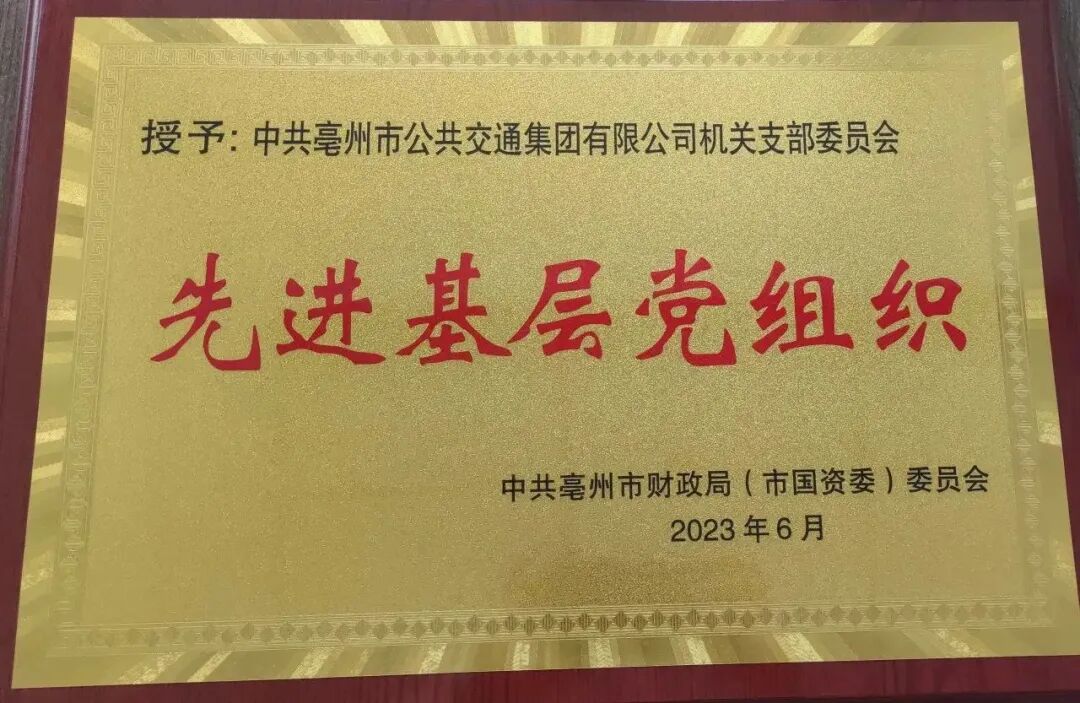 授予:中共亳州市公共交通集团有限公司机关支部委员会
先进基层党组织
中共亳州市财政局(市国资委)委员会
2023年6月